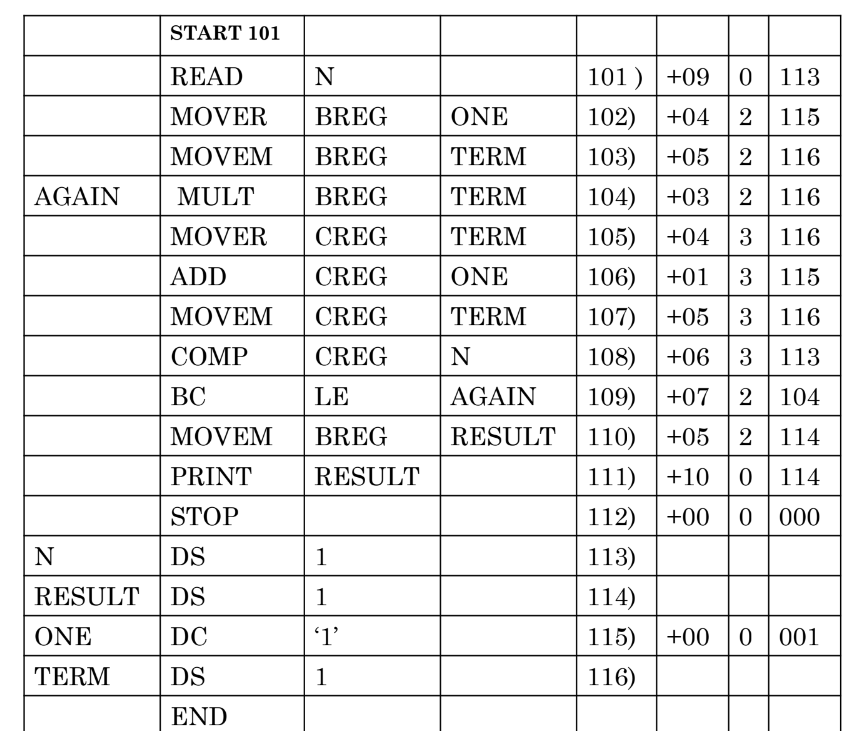 START 101
READ N 101 ) +09 0 113
MOVER BREG ONE 102) +04 2 115
MOVEM BREG TERM 103) +05 2 116
AGAIN MULT BREG TERM 104) +03 2 116
MOVER CREG TERM 105) +04 3 116
ADD CREG ONE 106) +01 3 115
MOVEM CREG TERM 107) +05 3 116
COMP CREG N 108) +06 3 113
BC LE AGAIN 109) +07 2 104
MOVEM BREG RESULT 110) +05 2 114
PRINT RESULT 111) +10 0 114
STOP 112) +00 0 000
N DS 1 113)
RESULT DS 1 114)
ONE DC ‘1’ 115) +00 0 001
TERM DS 1 116)
END